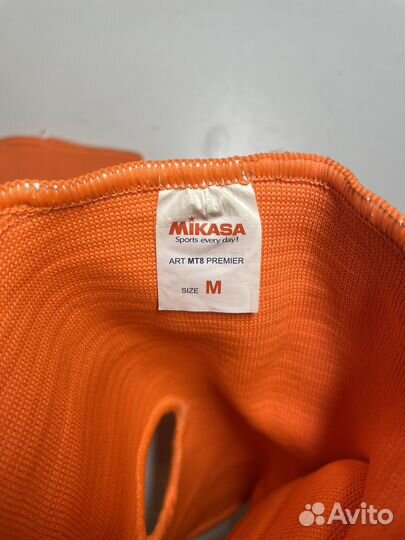 MIKASA
Sports every day!
ART MT8 PREMIER
SIZE M
Avito